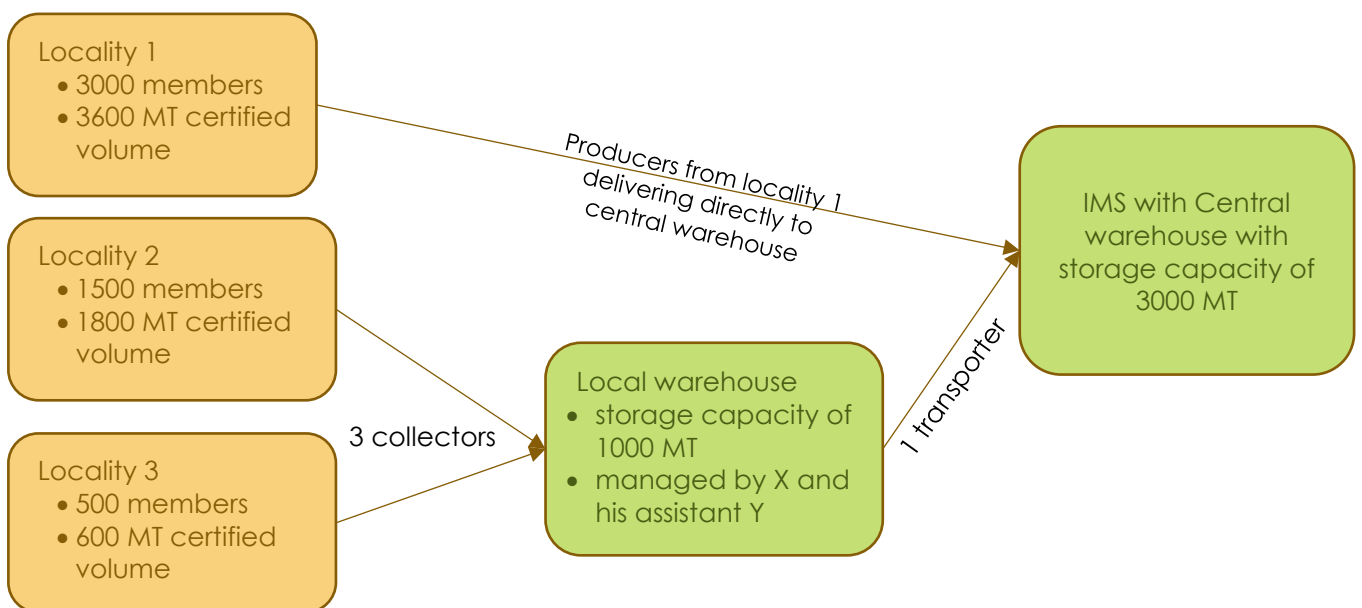 Locality 1
• 3000 members
• 3600 MT certified
volume
Producers from locality 1
delivering directly to
central warehouse
IMS with Central
warehouse with
storage capacity of
3000 MT
Locality 2
• 1500 members
• 1800 MT certified
volume
3 collectors
Local warehouse
• storage capacity of
1000 MT
• managed by X and
his assistant Y
1 transporter
Locality 3
• 500 members
• 600 MT certified
volume